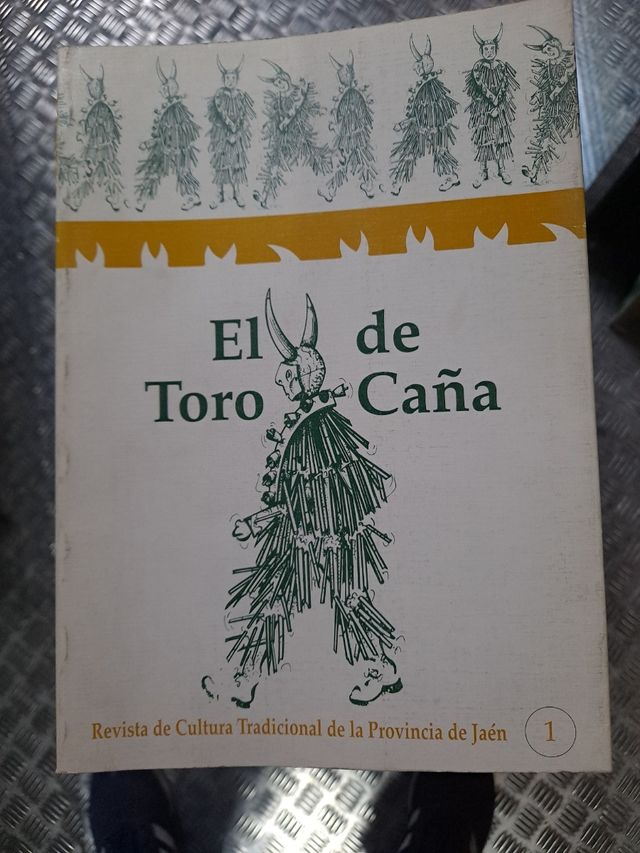 El de
Toro Caña
Revista de Cultura Tradicional de la Provincia de Jaén 1